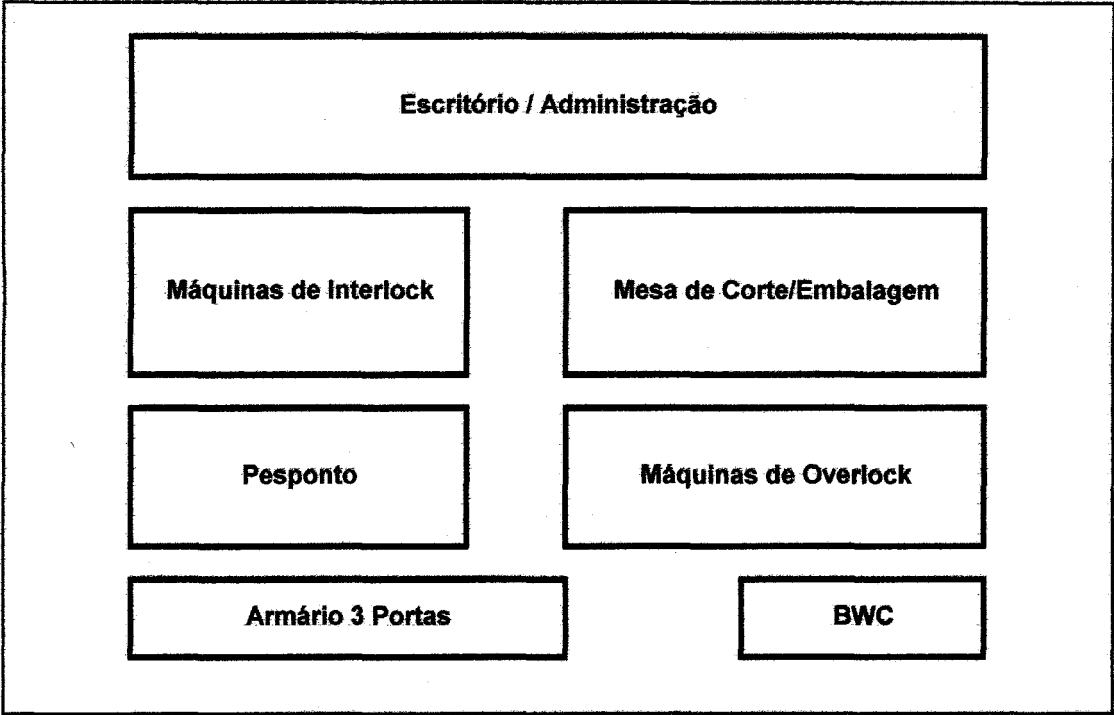 Escritório / Administração
Máquinas de Interlock
Mesa de Corte/Embalagem
Pesponto
Máquinas de Overlock
Armário 3 Portas
BWC